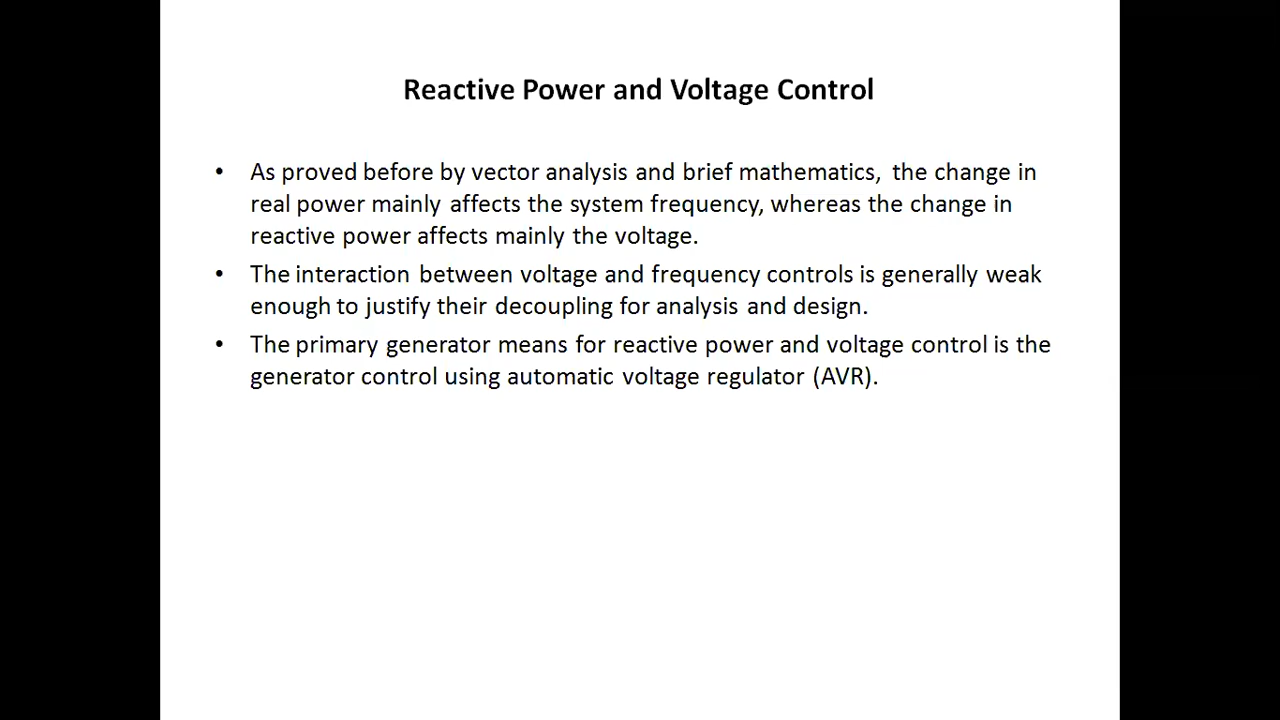 Reactive Power and Voltage Control
• As proved before by vector analysis and brief mathematics, the change in
real power mainly affects the system frequency, whereas the change in
reactive power affects mainly the voltage.
• The interaction between voltage and frequency controls is generally weak
enough to justify their decoupling for analysis and design.
• The primary generator means for reactive power and voltage control is the
generator control using automatic voltage regulator (AVR).